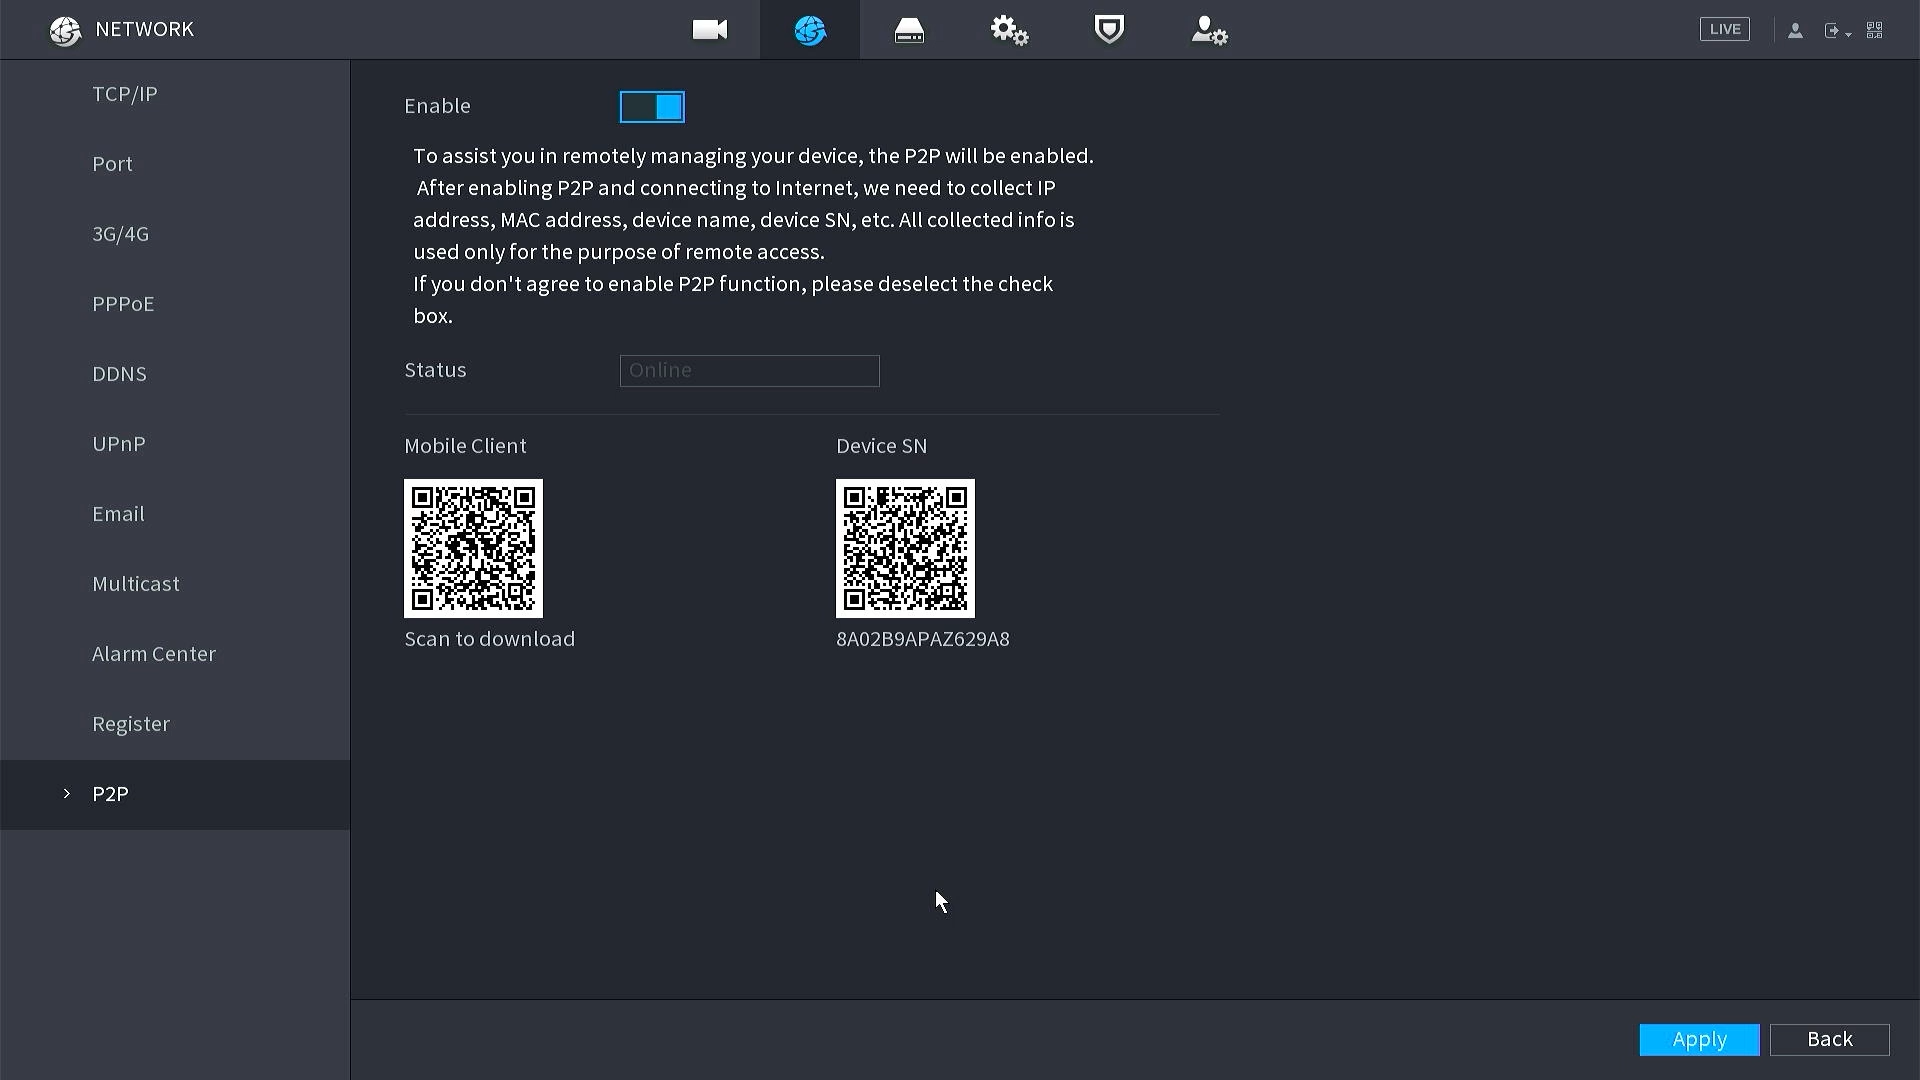 NETWORK
LIVE
TCP/IP
Port
3G/4G
PPPoE
DDNS
UPnP
Email
Multicast
Alarm Center
Register
P2P
Enable
To assist you in remotely managing your device, the P2P will be enabled.
After enabling P2P and connecting to Internet, we need to collect IP
address, MAC address, device name, device SN, etc. All collected info is
used only for the purpose of remote access.
If you don't agree to enable P2P function, please deselect the check
box.
Status
Online
Mobile Client
Device SN
Scan to download
8A02B9APAZ629A8
Apply
Back